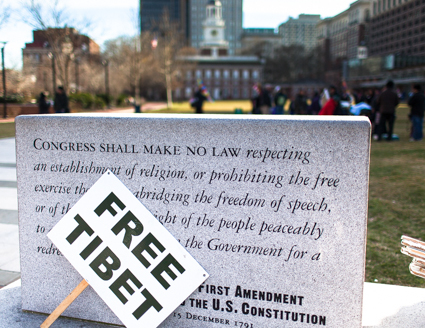 CONGRESS SHALL MAKE NO LAW respecting
an establishment of religion, or prohibiting the free
exercise the abridging the freedom of speech,
or of th ght of the people peaceably
to the Government for a
redre
FREE
TIBET
FIRST AMENDMENT
THE U.S. CONSTITUTION
15 DECEMBER 1791